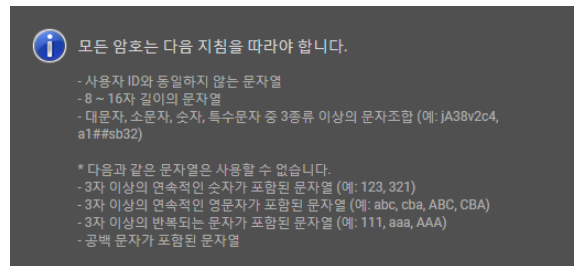 모든 암호는 다음 지침을 따라야 합니다.
- 사용자 ID와 동일하지 않는 문자열
- 8 ~ 16자 길이의 문자열
- 대문자, 소문자, 숫자, 특수문자 중 3종류 이상의 문자조합 (예: jA38v2c4,
a1##sb32)
* 다음과 같은 문자열은 사용할 수 없습니다.
- 3자 이상의 연속적인 숫자가 포함된 문자열 (예: 123, 321)
- 3자 이상의 연속적인 영문자가 포함된 문자열 (예: abc, cba, ABC, CBA)
- 3자 이상의 반복되는 문자가 포함된 문자열 (예: 111, aaa, AAA)
- 공백 문자가 포함된 문자열